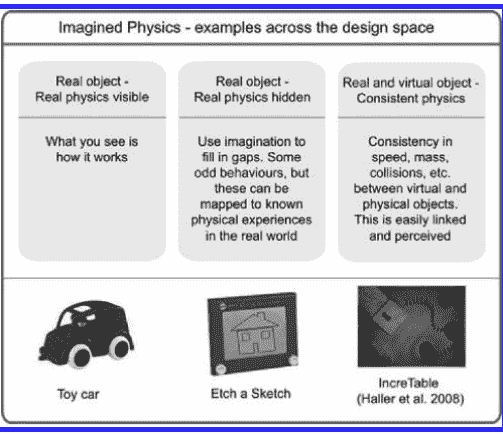 Imagined Physics - examples across the design space
Real object -
Real physics visible
What you see is
how it works
Real object -
Real physics hidden
Use imagination to
fill in gaps. Some
odd behaviours, but
these can be
mapped to known
physical experiences
in the real world
Real and virtual object -
Consistent physics
Consistency in
speed, mass,
collisions, etc.
between virtual and
physical objects.
This is easily linked
and perceived
Toy car
Etch a Sketch
IncreTable
(Haller et al. 2008)